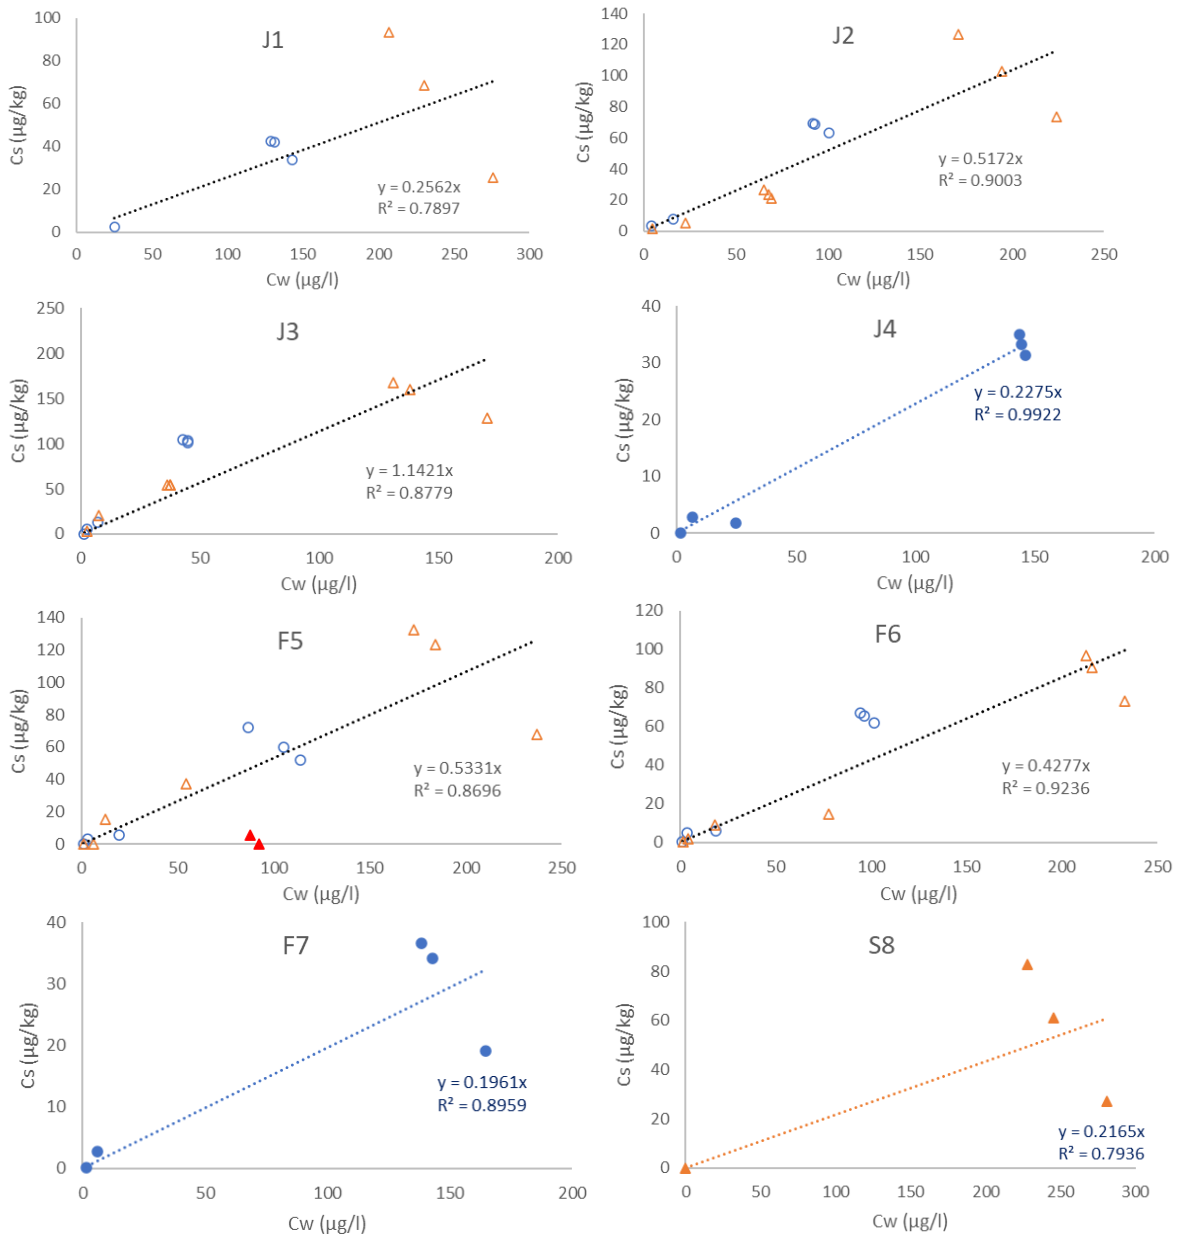 J1
Cs (µg/kg)
100
80
60
40
20
0
y = 0.2562x
R² = 0.7897
0 50 100 150 200 250 300
Cw (µg/l)
J2
Cs (µg/kg)
140
120
100
80
60
40
20
0
y = 0.5172x
R² = 0.9003
0 50 100 150 200 250
Cw (µg/l)
J3
Cs (µg/kg)
250
200
150
100
50
0
y = 1.1421x
R² = 0.8779
0 50 100 150 200
Cw (µg/l)
J4
Cs (µg/kg)
40
30
20
10
0
y = 0.2275x
R² = 0.9922
0 50 100 150 200
Cw (µg/l)
F5
Cs (µg/kg)
140
120
100
80
60
40
20
0
y = 0.5331x
R² = 0.8696
0 50 100 150 200 250
Cw (µg/l)
F6
Cs (µg/kg)
120
100
80
60
40
20
0
y = 0.4277x
R² = 0.9236
0 50 100 150 200 250
Cw (µg/l)
F7
Cs (µg/kg)
40
30
20
10
0
y = 0.1961x
R² = 0.8959
0 50 100 150 200
Cw (µg/l)
S8
Cs (µg/kg)
100
80
60
40
20
0
y = 0.2165x
R² = 0.7936
0 50 100 150 200 250 300
Cw (µg/l)